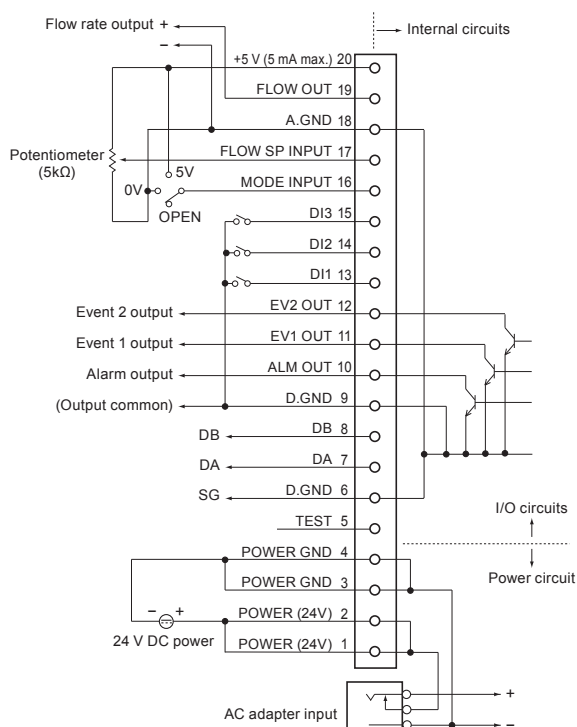 Flow rate output +
−
Internal circuits
+5 V (5 mA max.) 20
FLOW OUT 19
A.GND 18
Potentiometer
(5kΩ)
FLOW SP INPUT 17
5V
0V
OPEN
MODE INPUT 16
DI3 15
DI2 14
DI1 13
Event 2 output
EV2 OUT 12
Event 1 output
EV1 OUT 11
Alarm output
ALM OUT 10
(Output common)
D.GND 9
DB
DB 8
DA
DA 7
SG
D.GND 6
I/O circuits
TEST 5
Power circuit
POWER GND 4
POWER GND 3
− +
24 V DC power
POWER (24V) 2
POWER (24V) 1
AC adapter input
+
−